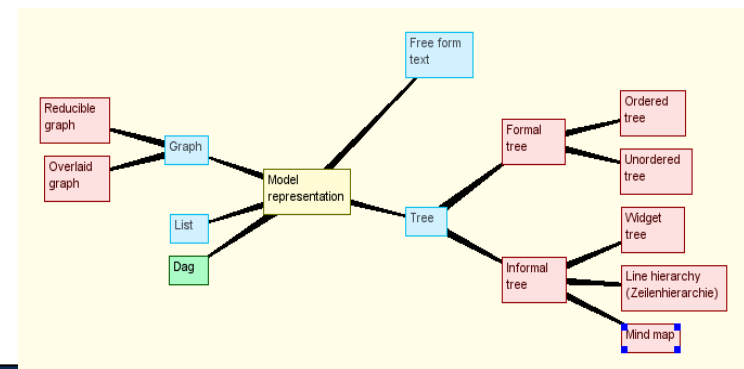 Free form
text
Reducible
graph
Overlaid
graph
Graph
List
Dag
Model
representation
Tree
Formal
tree
Ordered
tree
Unordered
tree
Informal
tree
Widget
tree
Line hierarchy
(Zeilenhierarchie)
Mind map